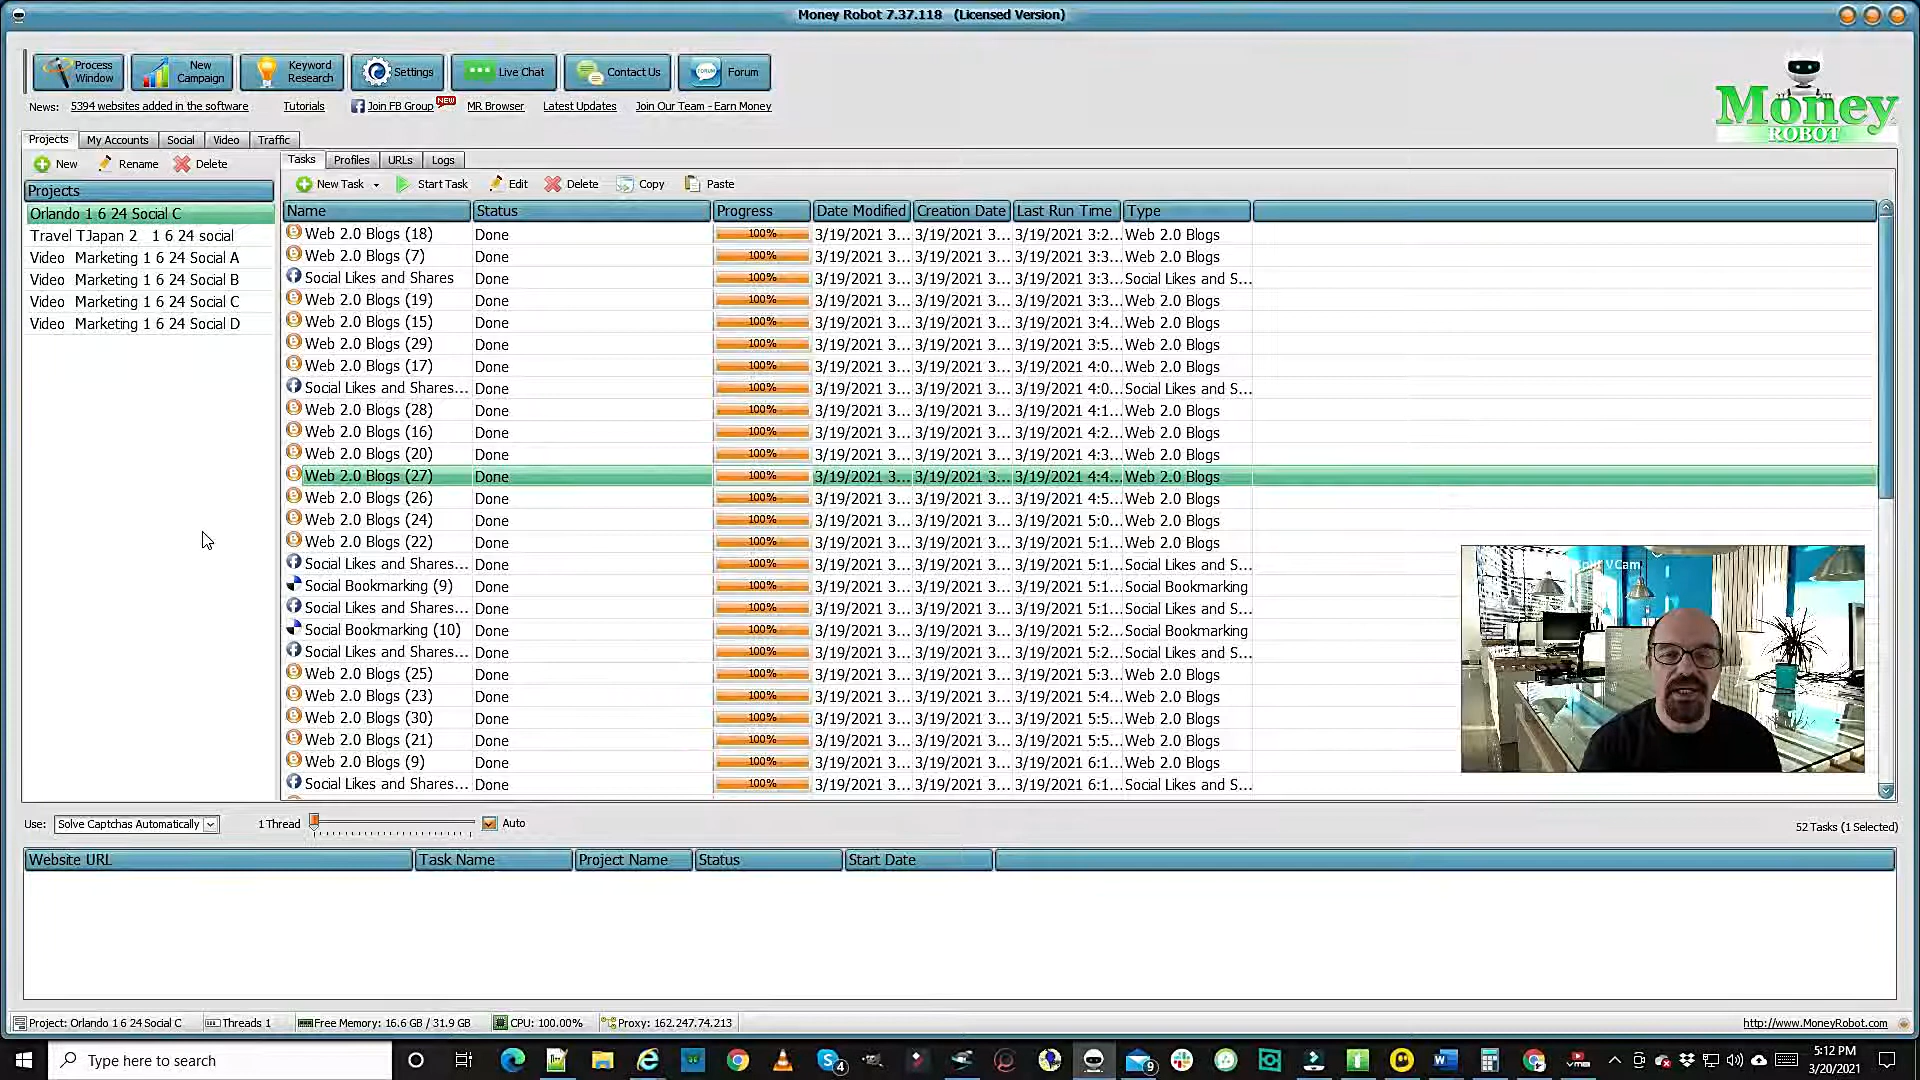 Money Robot 7.37.118 (Licensed Version)
Process Window
New Campaign
Keyword Research
Settings
Live Chat
Contact Us
FORUM Forum
News: 5394 websites added in the software Tutorials Join FB Group NEW MR Browser Latest Updates Join Our Team - Earn Money
Money
ROBOT
Projects My Accounts Social Video Traffic
New Rename Delete
Projects
Orlando 1 6 24 Social C
Travel TJapan 2 1 6 24 social
Video Marketing 1 6 24 Social A
Video Marketing 1 6 24 Social B
Video Marketing 1 6 24 Social C
Video Marketing 1 6 24 Social D
Tasks Profiles URLs Logs
New Task Start Task Edit Delete Copy Paste
Name Status Progress Date Modified Creation Date Last Run Time Type
Web 2.0 Blogs (18) Done 100% 3/19/2021 3... 3/19/2021 3... 3/19/2021 3:2... Web 2.0 Blogs
Web 2.0 Blogs (7) Done 100% 3/19/2021 3... 3/19/2021 3... 3/19/2021 3:3... Web 2.0 Blogs
Social Likes and Shares Done 100% 3/19/2021 3... 3/19/2021 3... 3/19/2021 3:3... Social Likes and S...
Web 2.0 Blogs (19) Done 100% 3/19/2021 3... 3/19/2021 3... 3/19/2021 3:3... Web 2.0 Blogs
Web 2.0 Blogs (15) Done 100% 3/19/2021 3... 3/19/2021 3... 3/19/2021 3:4... Web 2.0 Blogs
Web 2.0 Blogs (29) Done 100% 3/19/2021 3... 3/19/2021 3... 3/19/2021 3:5... Web 2.0 Blogs
Web 2.0 Blogs (17) Done 100% 3/19/2021 3... 3/19/2021 3... 3/19/2021 4:0... Web 2.0 Blogs
Social Likes and Shares... Done 100% 3/19/2021 3... 3/19/2021 3... 3/19/2021 4:0... Social Likes and S...
Web 2.0 Blogs (28) Done 100% 3/19/2021 3... 3/19/2021 3... 3/19/2021 4:1... Web 2.0 Blogs
Web 2.0 Blogs (16) Done 100% 3/19/2021 3... 3/19/2021 3... 3/19/2021 4:2... Web 2.0 Blogs
Web 2.0 Blogs (20) Done 100% 3/19/2021 3... 3/19/2021 3... 3/19/2021 4:3... Web 2.0 Blogs
Web 2.0 Blogs (27) Done 100% 3/19/2021 3... 3/19/2021 3... 3/19/2021 4:4... Web 2.0 Blogs
Web 2.0 Blogs (26) Done 100% 3/19/2021 3... 3/19/2021 3... 3/19/2021 4:5... Web 2.0 Blogs
Web 2.0 Blogs (24) Done 100% 3/19/2021 3... 3/19/2021 3... 3/19/2021 5:0... Web 2.0 Blogs
Web 2.0 Blogs (22) Done 100% 3/19/2021 3... 3/19/2021 3... 3/19/2021 5:1... Web 2.0 Blogs
Social Likes and Shares... Done 100% 3/19/2021 3... 3/19/2021 3... 3/19/2021 5:1... Social Likes and S...
Social Bookmarking (9) Done 100% 3/19/2021 3... 3/19/2021 3... 3/19/2021 5:1... Social Bookmarking
Social Likes and Shares... Done 100% 3/19/2021 3... 3/19/2021 3... 3/19/2021 5:1... Social Likes and S...
Social Bookmarking (10) Done 100% 3/19/2021 3... 3/19/2021 3... 3/19/2021 5:2... Social Bookmarking
Social Likes and Shares... Done 100% 3/19/2021 3... 3/19/2021 3... 3/19/2021 5:2... Social Likes and S...
Web 2.0 Blogs (25) Done 100% 3/19/2021 3... 3/19/2021 3... 3/19/2021 5:3... Web 2.0 Blogs
Web 2.0 Blogs (23) Done 100% 3/19/2021 3... 3/19/2021 3... 3/19/2021 5:4... Web 2.0 Blogs
Web 2.0 Blogs (30) Done 100% 3/19/2021 3... 3/19/2021 3... 3/19/2021 5:5... Web 2.0 Blogs
Web 2.0 Blogs (21) Done 100% 3/19/2021 3... 3/19/2021 3... 3/19/2021 5:5... Web 2.0 Blogs
Web 2.0 Blogs (9) Done 100% 3/19/2021 3... 3/19/2021 3... 3/19/2021 6:1... Web 2.0 Blogs
Social Likes and Shares... Done 100% 3/19/2021 3... 3/19/2021 3... 3/19/2021 6:1... Social Likes and S...
VCam
Use: Solve Captchas Automatically 1 Thread Auto 52 Tasks (1 Selected)
Website URL Task Name Project Name Status Start Date
Project: Orlando 1 6 24 Social C Threads 1 Free Memory: 16.6 GB / 31.9 GB CPU: 100.00% Proxy: 162.247.74.213 http://www.MoneyRobot.com
Type here to search
4
9
5:12 PM
3/20/2021